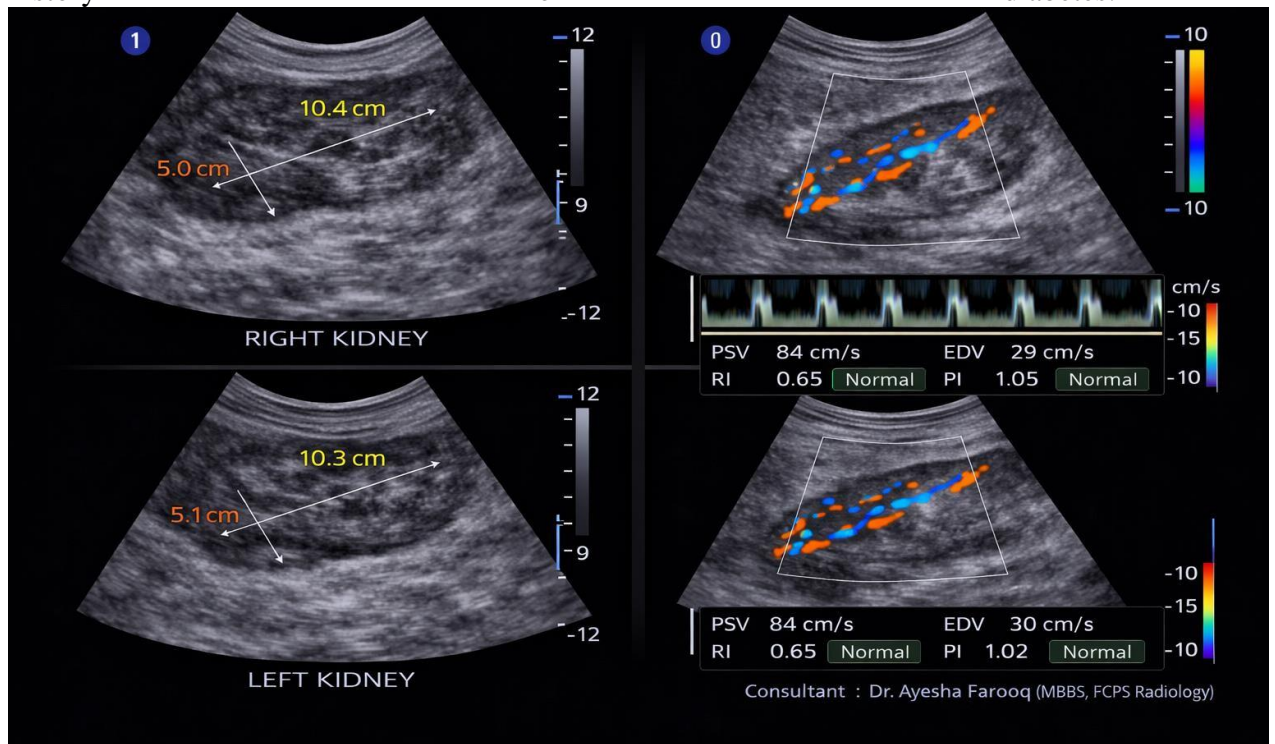 diabetes.
1
10.4 cm
5.0 cm
12
9
-12
RIGHT KIDNEY
0
10
10
cm/s
-10
-15
-10
PSV 84 cm/s EDV 29 cm/s
RI 0.65 Normal PI 1.05 Normal
10.3 cm
5.1 cm
12
9
-12
LEFT KIDNEY
-10
-15
-10
PSV 84 cm/s EDV 30 cm/s
RI 0.65 Normal PI 1.02 Normal
Consultant : Dr. Ayesha Farooq (MBBS, FCPS Radiology)